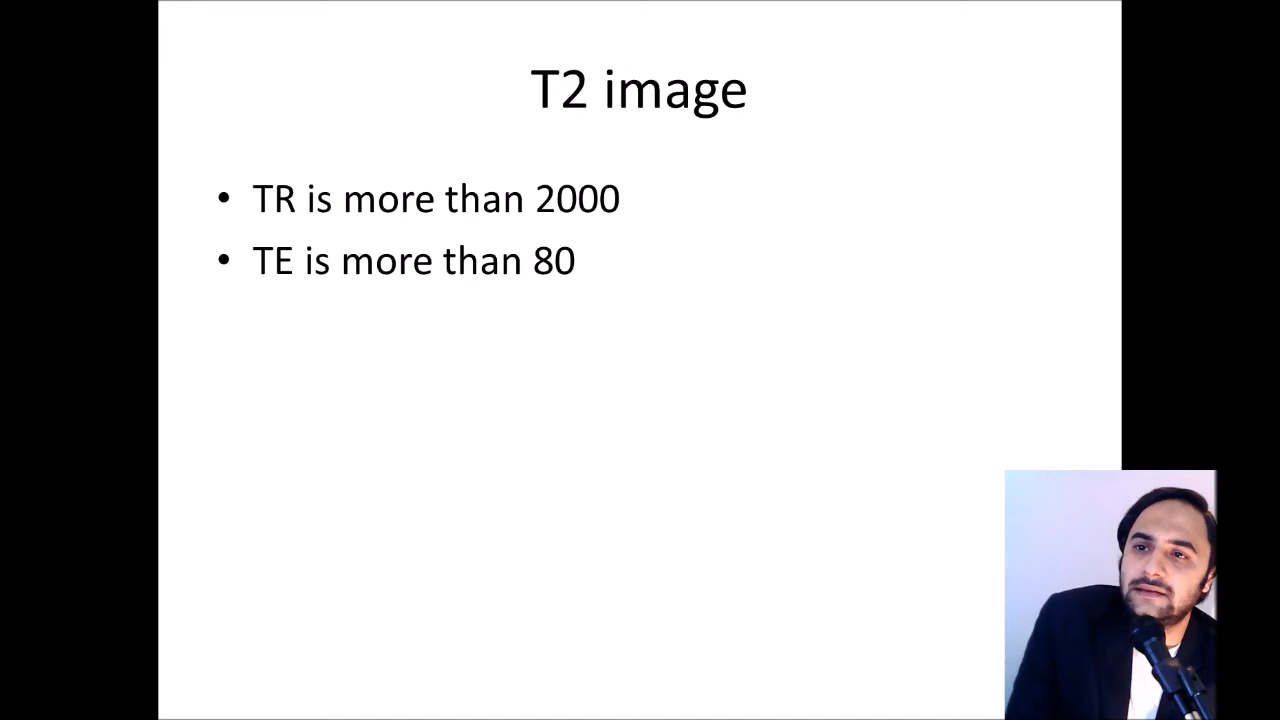 T2 image
• TR is more than 2000
• TE is more than 80